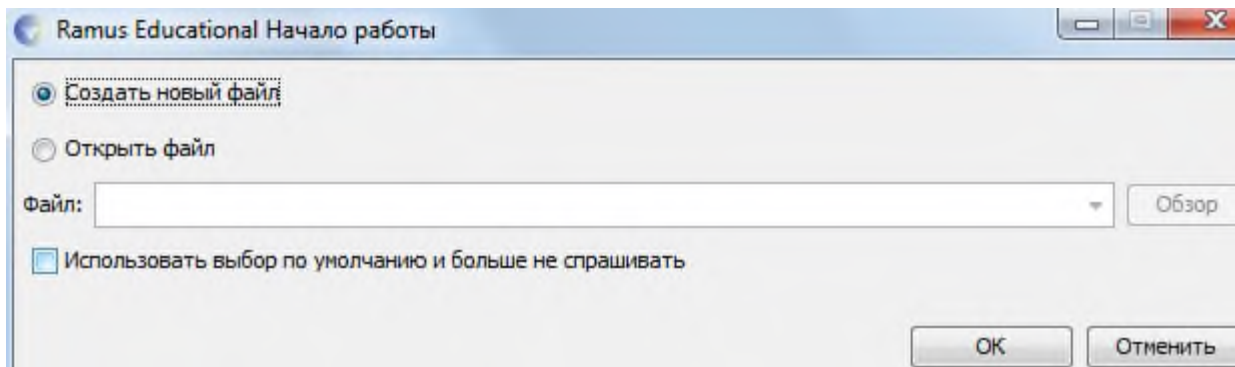 Ramus Educational Начало работы
Создать новый файл
Открыть файл
Файл:
Обзор
Использовать выбор по умолчанию и больше не спрашивать
OK
Отменить